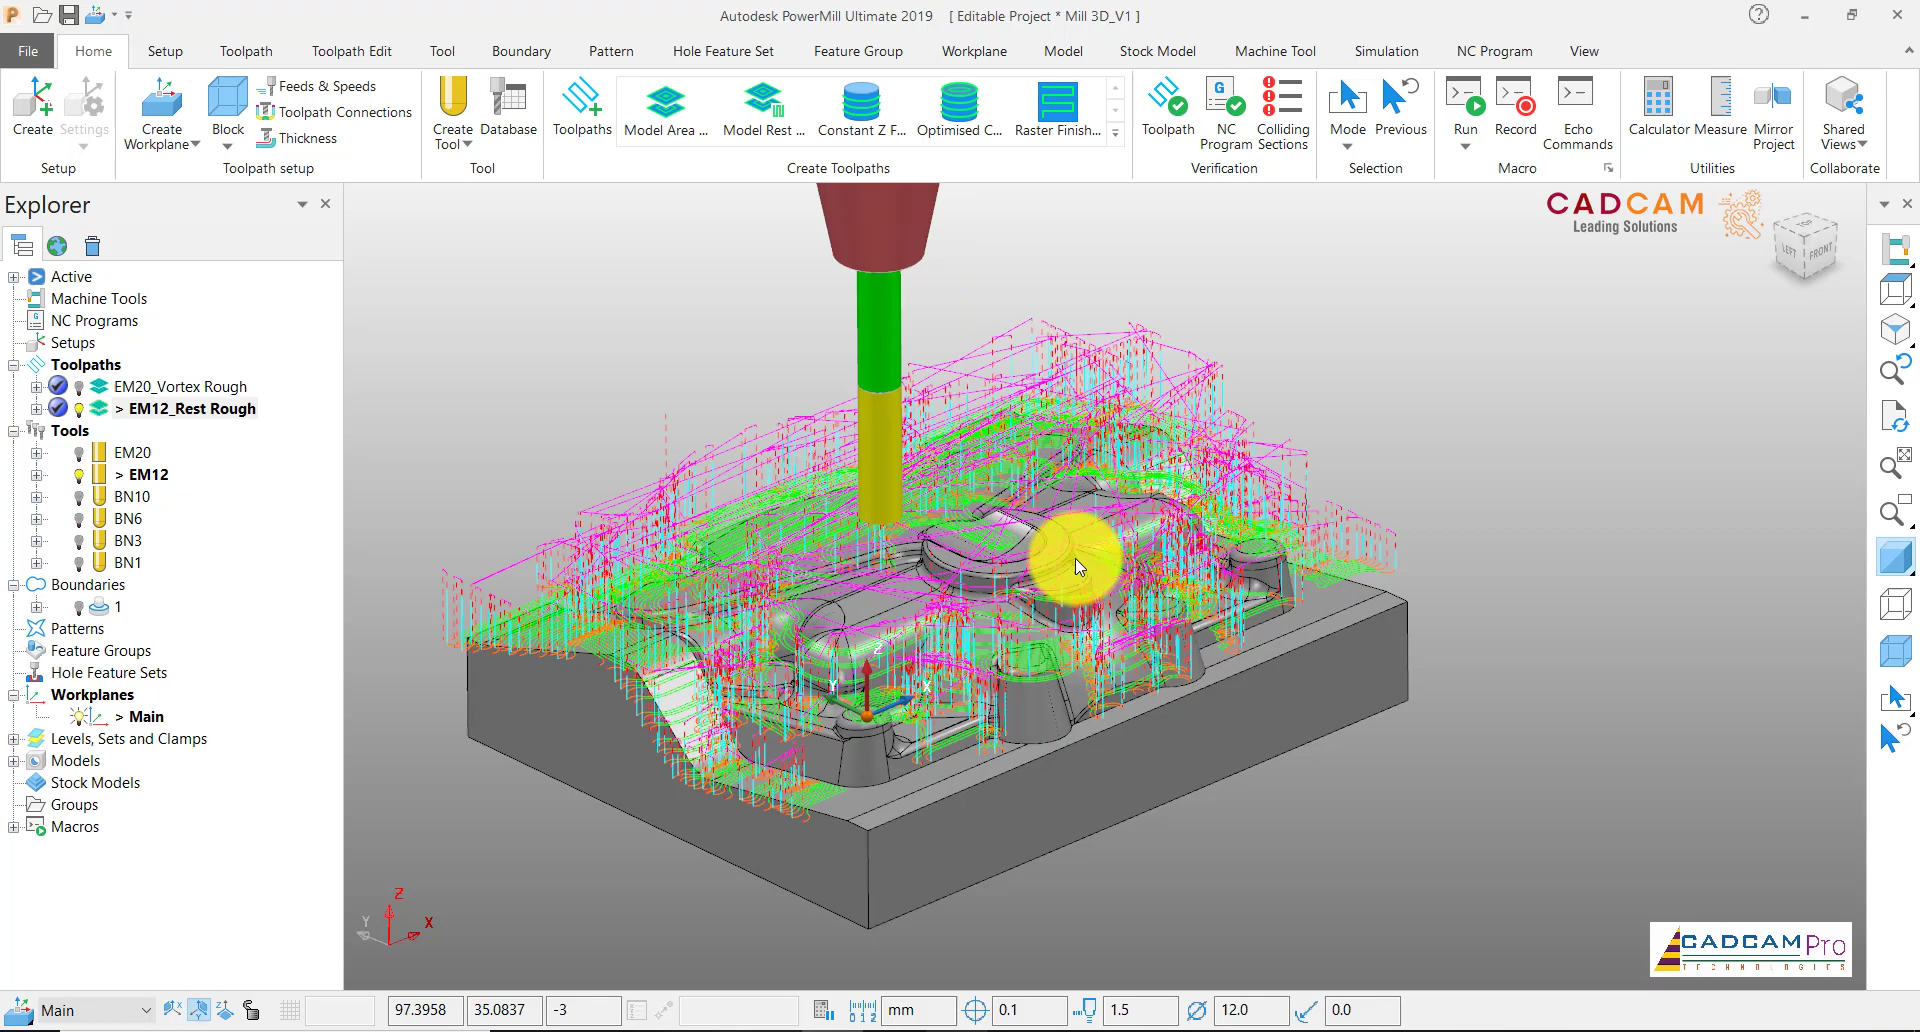 Autodesk PowerMill Ultimate 2019 [ Editable Project * Mill 3D_V1 ]
File Home Setup Toolpath Toolpath Edit Tool Boundary Pattern Hole Feature Set Feature Group Workplane Model Stock Model Machine Tool Simulation NC Program View
Create
Settings
Setup
Create
Workplane
Block
Feeds & Speeds
Toolpath Connections
Thickness
Toolpath setup
Create
Tool
Database
Tool
Toolpaths
Model Area ...
Model Rest ...
Constant Z F...
Optimised C...
Raster Finish...
Create Toolpaths
Toolpath
NC
Program
Colliding
Sections
Verification
Mode
Previous
Selection
Run
Record
Echo
Commands
Macro
Calculator
Measure
Mirror
Project
Utilities
Shared
Views
Collaborate
Explorer
Active
Machine Tools
NC Programs
Setups
Toolpaths
EM20_Vortex Rough
> EM12_Rest Rough
Tools
EM20
> EM12
BN10
BN6
BN3
BN1
Boundaries
1
Patterns
Feature Groups
Hole Feature Sets
Workplanes
> Main
Levels, Sets and Clamps
Models
Stock Models
Groups
Macros
CADCAM
Leading Solutions
LEFT
FRONT
Z
Y
X
Z
Y
X
CADCAM Pro
TECHNOLOGIES
Main
97.3958
35.0837
-3
mm
0.1
1.5
12.0
0.0